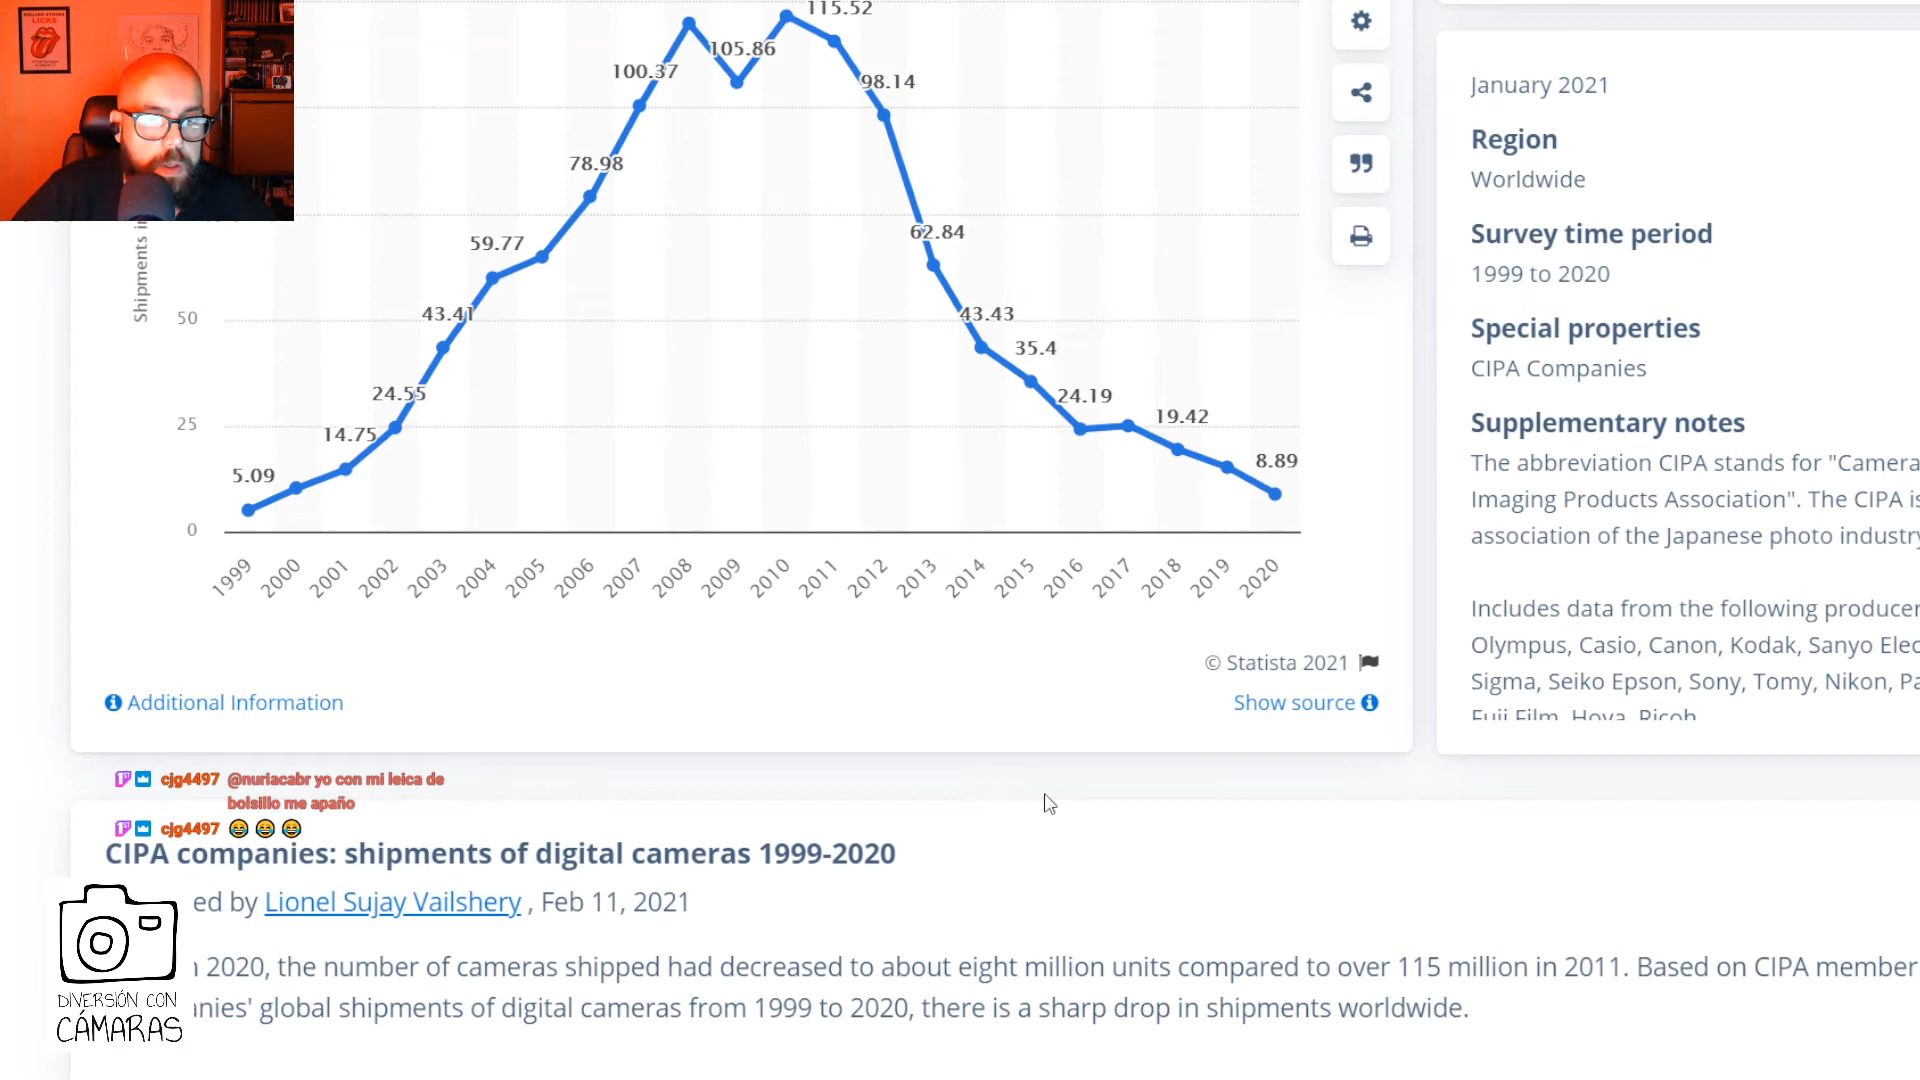 ROLLING STONES
LICKS
115.52
105.86
100.37
98.14
78.98
62.84
59.77
43.41
43.43
35.4
24.55
24.19
19.42
14.75
5.09
8.89
Shipments in
50
25
0
1999
2000
2001
2002
2003
2004
2005
2006
2007
2008
2009
2010
2011
2012
2013
2014
2015
2016
2017
2018
2019
2020
© Statista 2021
Additional Information
Show source
January 2021
Region
Worldwide
Survey time period
1999 to 2020
Special properties
CIPA Companies
Supplementary notes
The abbreviation CIPA stands for "Camera
Imaging Products Association". The CIPA is
association of the Japanese photo industry
Includes data from the following producer
Olympus, Casio, Canon, Kodak, Sanyo Elec
Sigma, Seiko Epson, Sony, Tomy, Nikon, Pa
Fuji Film, Hoya, Ricoh
cjg4497 @nuriacabr yo con mi leica de
bolsillo me apaño
cjg4497 😂 😂 😂
CIPA companies: shipments of digital cameras 1999-2020
ed by Lionel Sujay Vailshery , Feb 11, 2021
n 2020, the number of cameras shipped had decreased to about eight million units compared to over 115 million in 2011. Based on CIPA member
nies' global shipments of digital cameras from 1999 to 2020, there is a sharp drop in shipments worldwide.
DIVERSIÓN CON
CÁMARAS